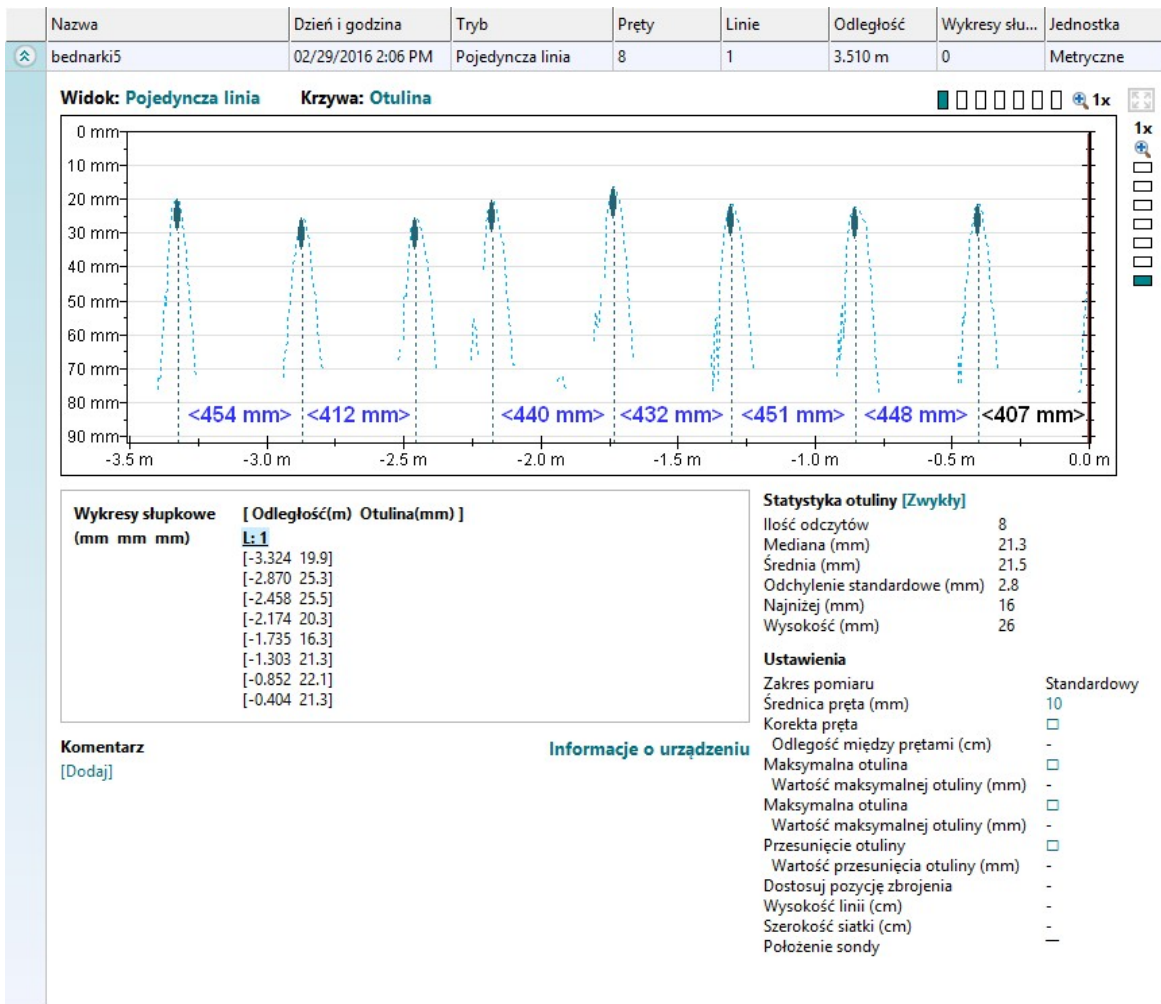 Nazwa Dzień i godzina Tryb Pręty Linie Odległość Wykresy słu... Jednostka
bednarki5 02/29/2016 2:06 PM Pojedyncza linia 8 1 3.510 m 0 Metryczne
Widok: Pojedyncza linia Krzywa: Otulina 1x
1x
0 mm
10 mm
20 mm
30 mm
40 mm
50 mm
60 mm
70 mm
80 mm
90 mm
<454 mm> <412 mm> <440 mm> <432 mm> <451 mm> <448 mm> <407 mm>
-3.5 m -3.0 m -2.5 m -2.0 m -1.5 m -1.0 m -0.5 m 0.0 m
Wykresy słupkowe [ Odległość(m) Otulina(mm) ]
(mm mm mm) L: 1
[-3.324 19.9]
[-2.870 25.3]
[-2.458 25.5]
[-2.174 20.3]
[-1.735 16.3]
[-1.303 21.3]
[-0.852 22.1]
[-0.404 21.3]
Komentarz
[Dodaj]
Informacje o urządzeniu
Statystyka otuliny [Zwykły]
Ilość odczytów 8
Mediana (mm) 21.3
Średnia (mm) 21.5
Odchylenie standardowe (mm) 2.8
Najniżej (mm) 16
Wysokość (mm) 26
Ustawienia
Zakres pomiaru Standardowy
Średnica pręta (mm) 10
Korekta pręta
Odlegość między prętami (cm) -
Maksymalna otulina
Wartość maksymalnej otuliny (mm) -
Maksymalna otulina
Wartość maksymalnej otuliny (mm) -
Przesunięcie otuliny
Wartość przesunięcia otuliny (mm) -
Dostosuj pozycję zbrojenia -
Wysokość linii (cm) -
Szerokość siatki (cm) -
Położenie sondy —